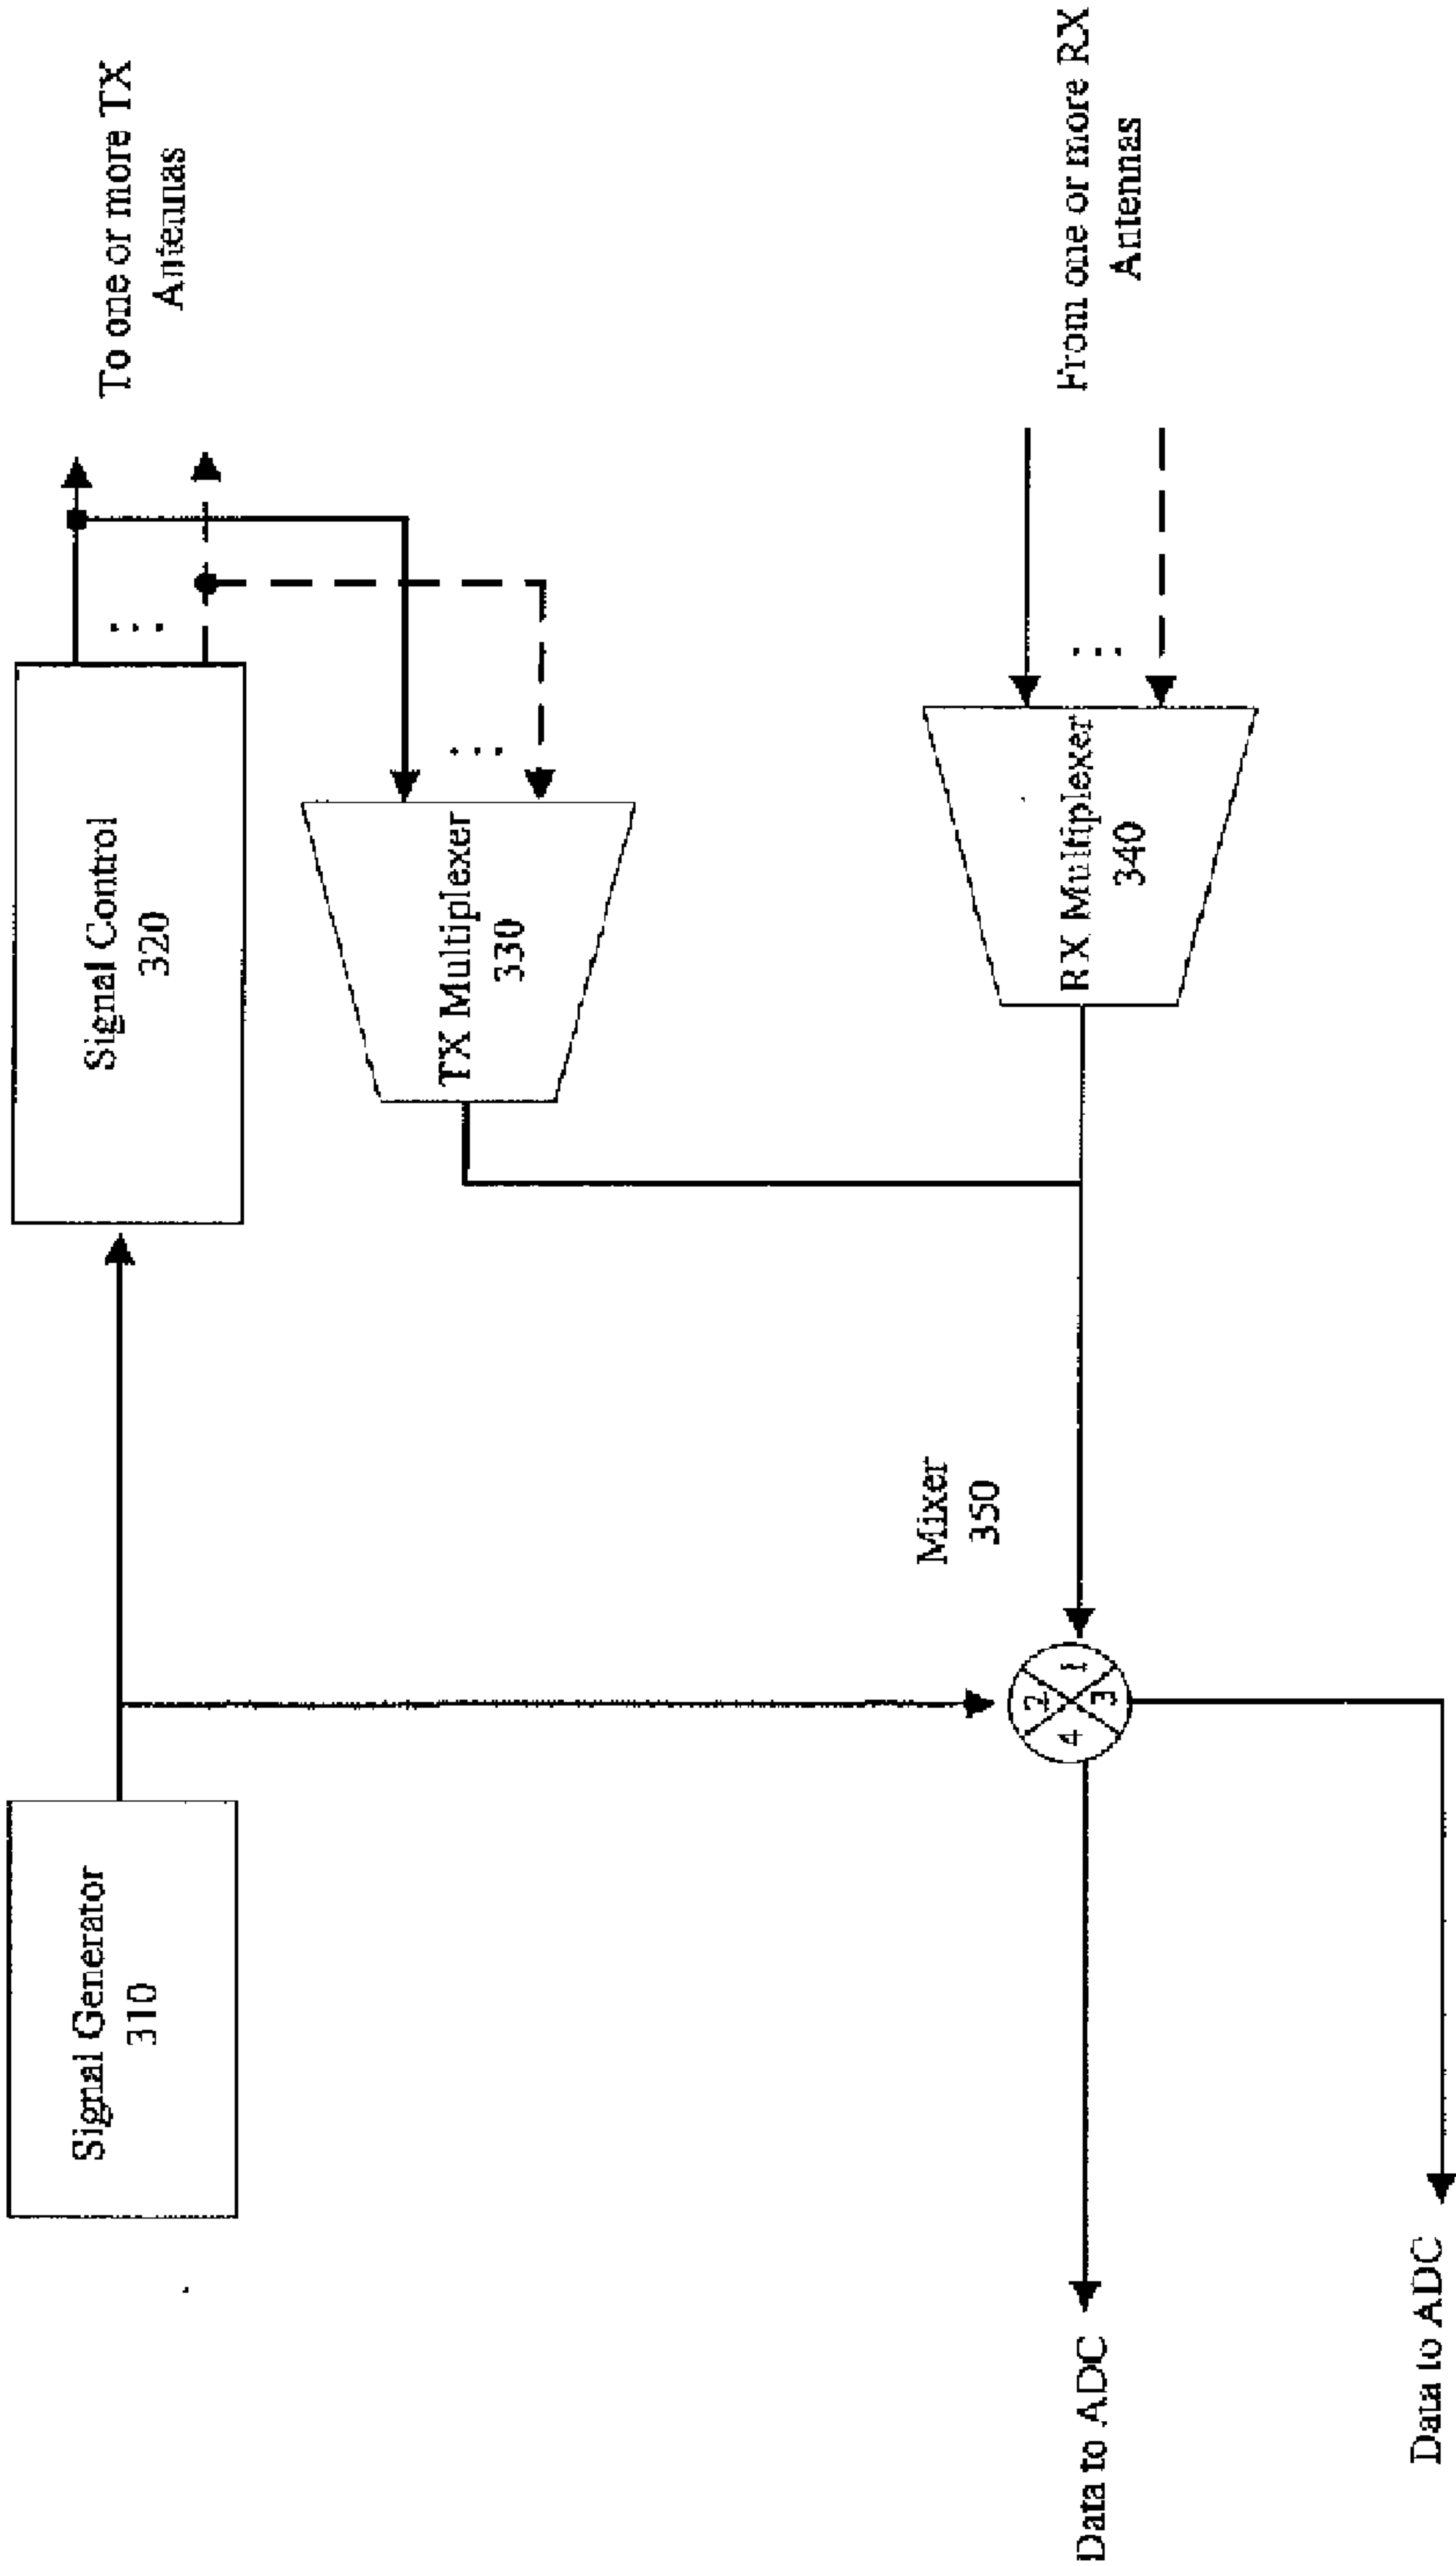 Signal Generator
310
Signal Control
320
To one or more TX
Antennas
...
TX Multiplexer
330
...
Mixer
350
2
1
4
3
RX Multiplexer
340
...
From one or more RX
Antennas
Data to ADC
Data to ADC